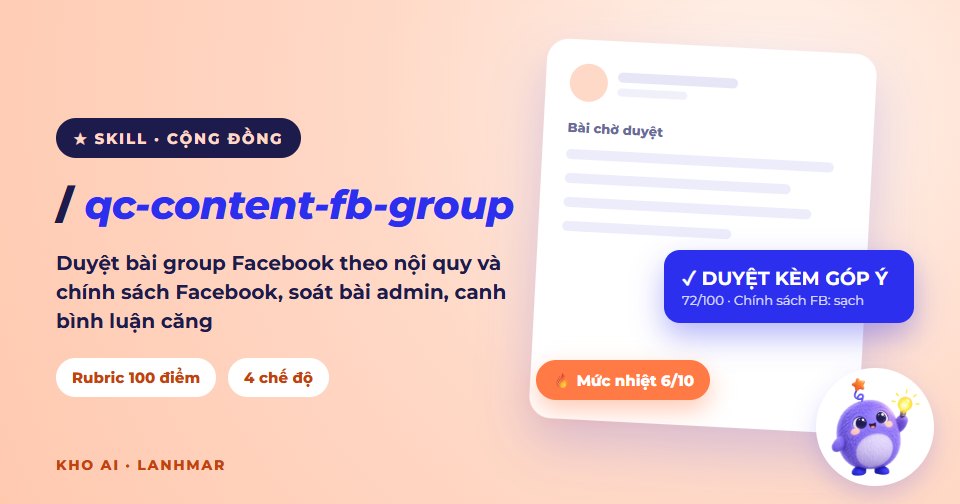 ★ SKILL · CỘNG ĐỒNG
/ qc-content-fb-group
Duyệt bài group Facebook theo nội quy và
chính sách Facebook, soát bài admin, canh
bình luận căng
Rubric 100 điểm
4 chế độ
KHO AI · LANHMAR
Bài chờ duyệt
✓ DUYỆT KÈM GÓP Ý
72/100 · Chính sách FB: sạch
🔥 Mức nhiệt 6/10